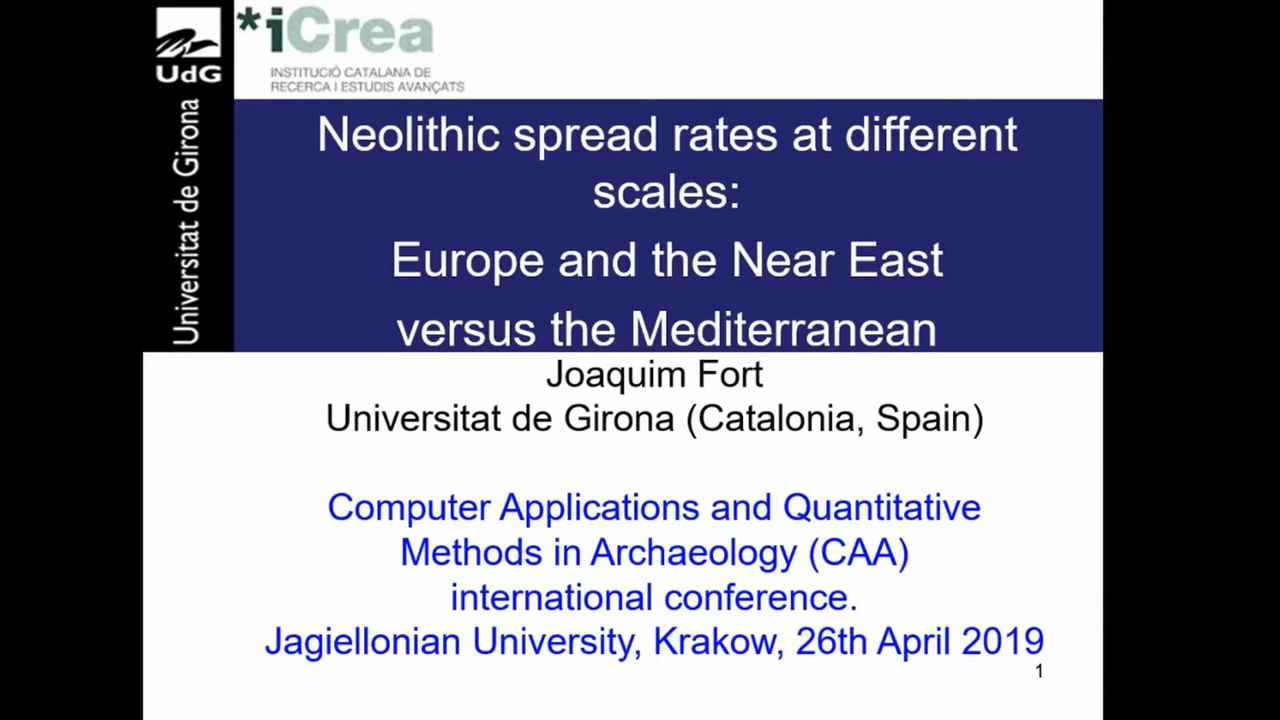 *iCrea
INSTITUCIÓ CATALANA DE
RECERCA I ESTUDIS AVANÇATS
UdG
Universitat de Girona
Neolithic spread rates at different
scales:
Europe and the Near East
versus the Mediterranean
Joaquim Fort
Universitat de Girona (Catalonia, Spain)
Computer Applications and Quantitative
Methods in Archaeology (CAA)
international conference.
Jagiellonian University, Krakow, 26th April 2019
1